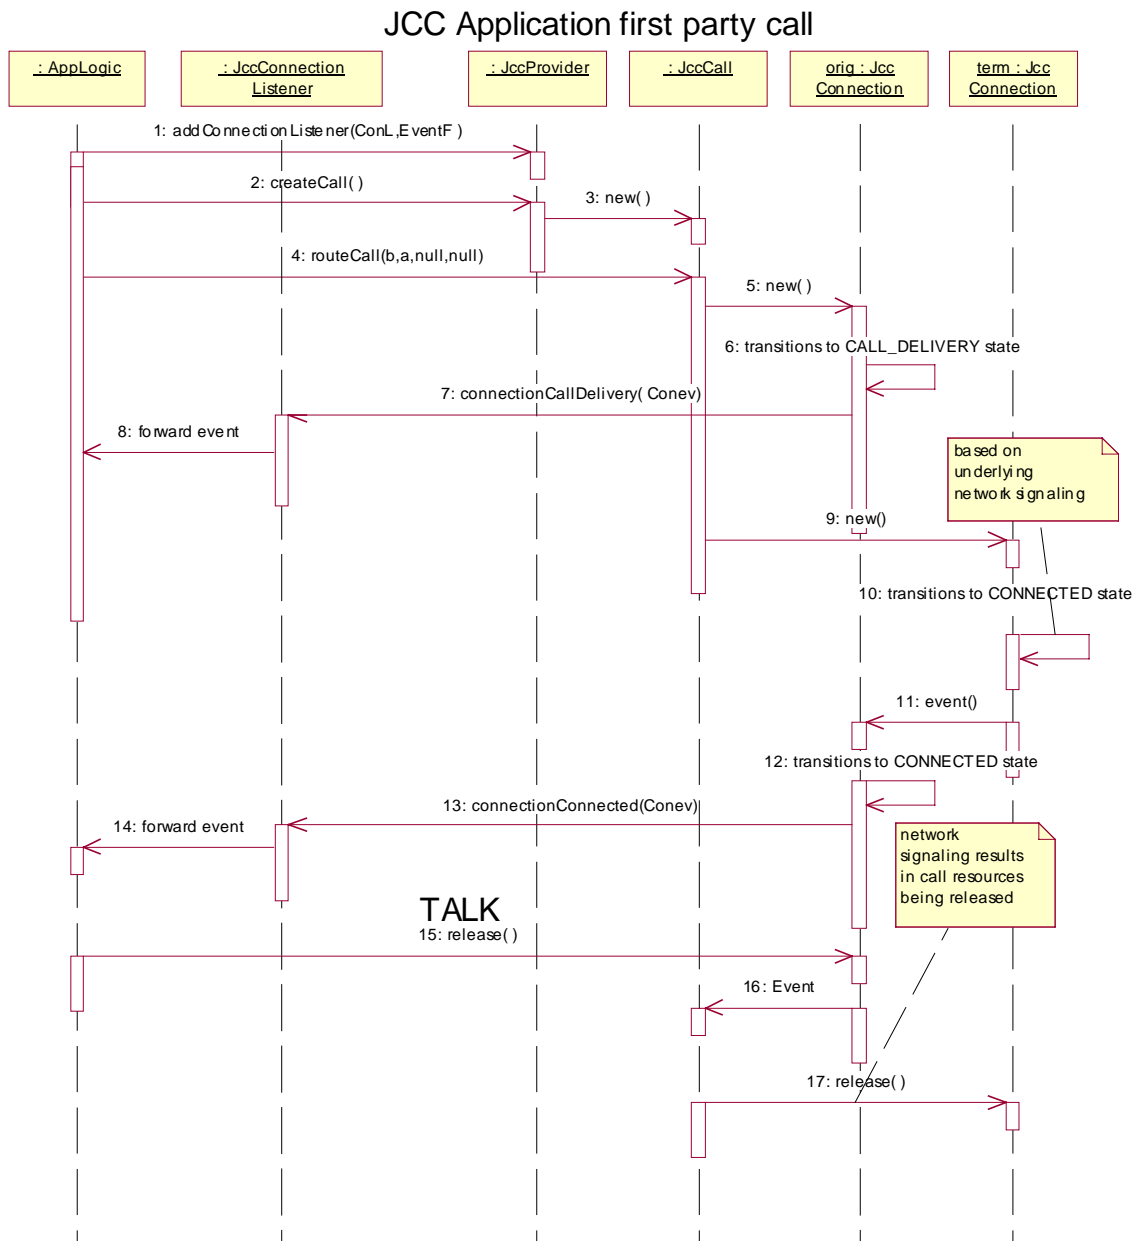 JCC Application first party call
: AppLogic
: JccConnection
Listener
: JccProvider
: JccCall
orig : Jcc
Connection
term : Jcc
Connection
1: addConnectionListener(ConL,EventF )
2: createCall( )
3: new( )
4: routeCall(b,a,null,null)
5: new( )
6: transitions to CALL_DELIVERY state
7: connectionCallDelivery( Conev)
8: forward event
based on
underlying
network signaling
9: new()
10: transitions to CONNECTED state
11: event()
12: transitions to CONNECTED state
13: connectionConnected(Conev)
14: forward event
network
signaling results
in call resources
being released
TALK
15: release( )
16: Event
17: release( )